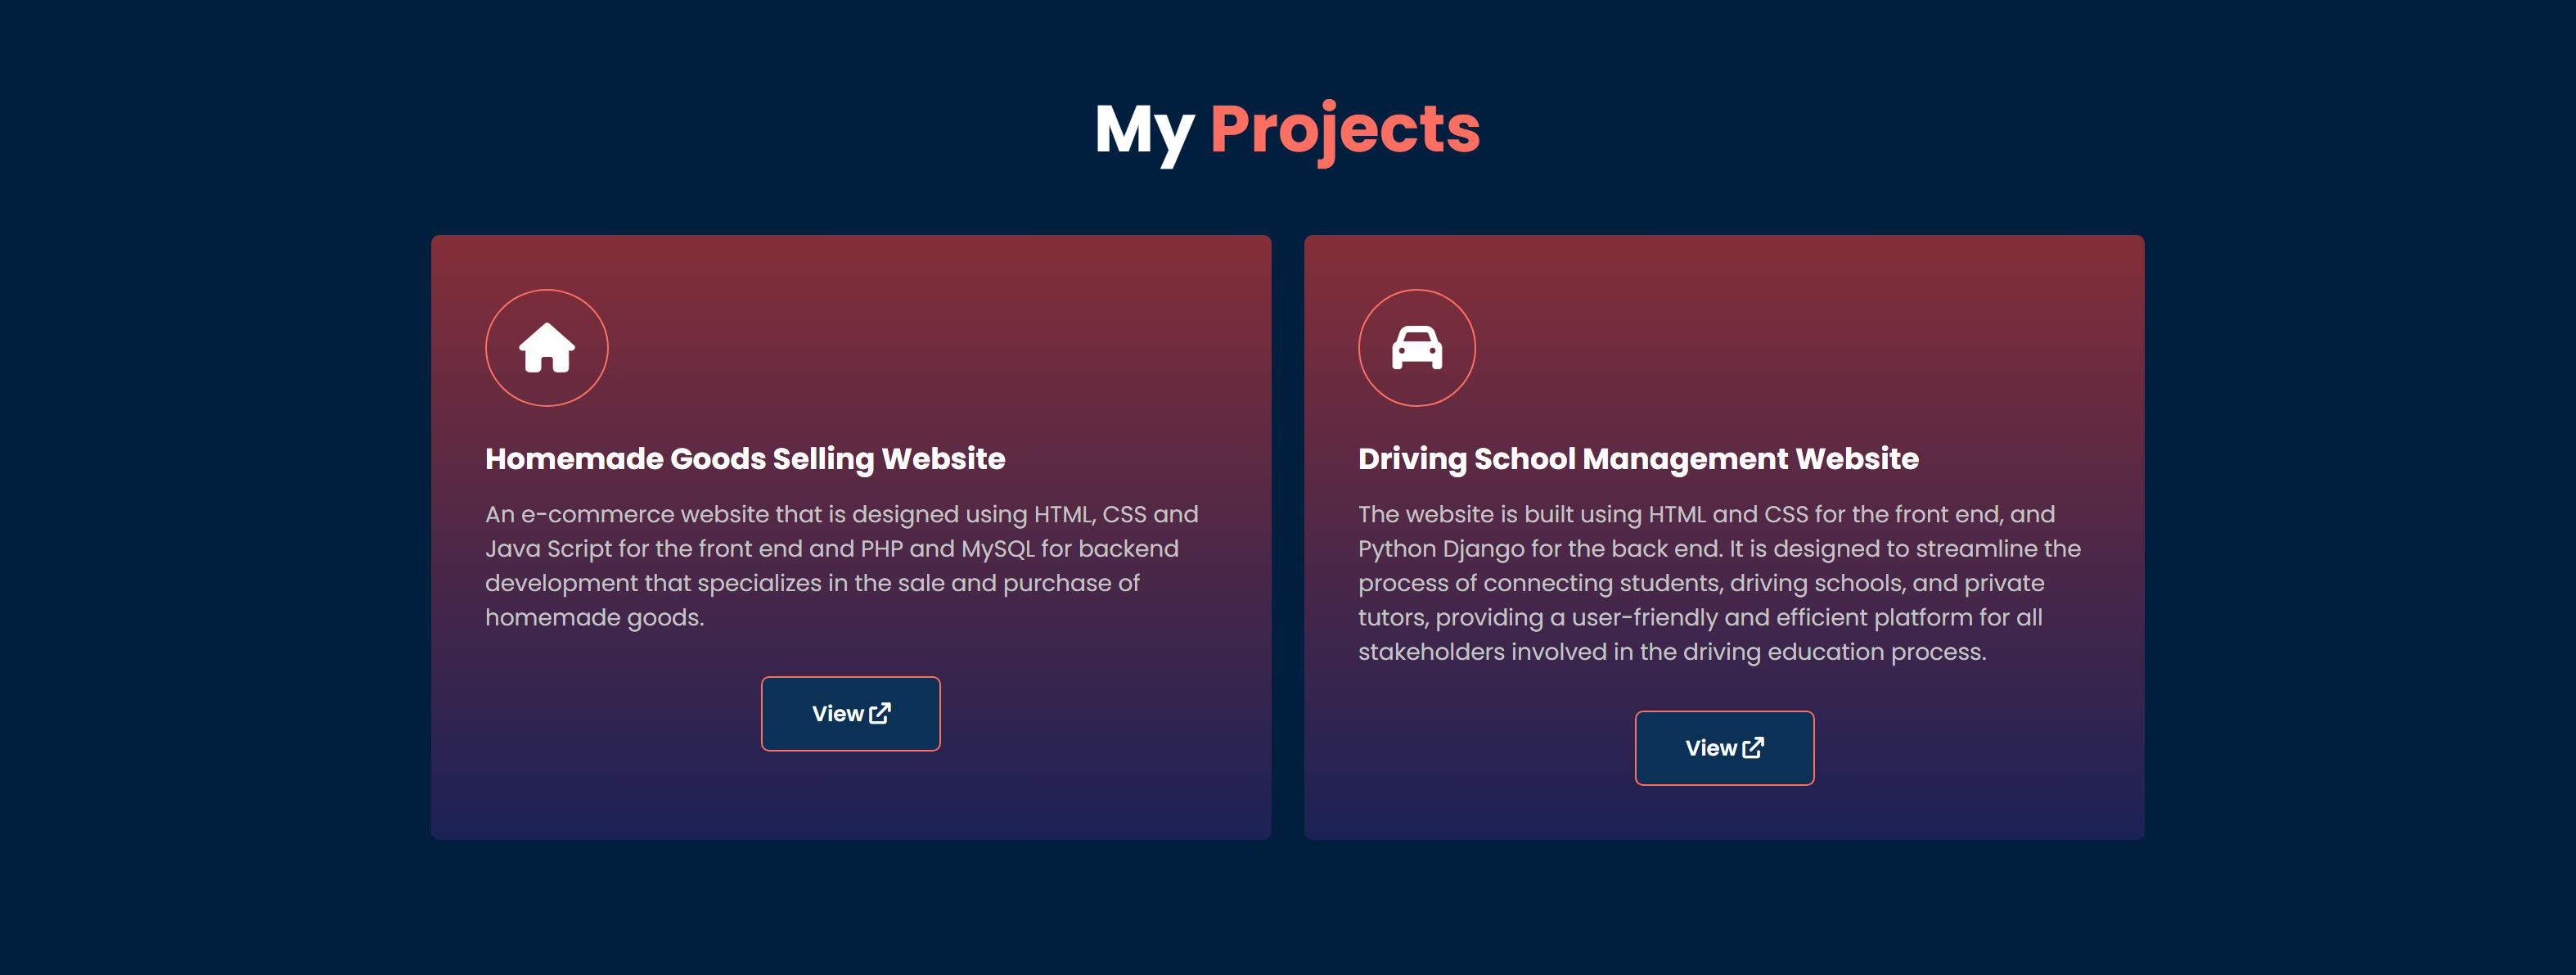 My Projects
Homemade Goods Selling Website
An e-commerce website that is designed using HTML, CSS and
Java Script for the front end and PHP and MySQL for backend
development that specializes in the sale and purchase of
homemade goods.
View
Driving School Management Website
The website is built using HTML and CSS for the front end, and
Python Django for the back end. It is designed to streamline the
process of connecting students, driving schools, and private
tutors, providing a user-friendly and efficient platform for all
stakeholders involved in the driving education process.
View